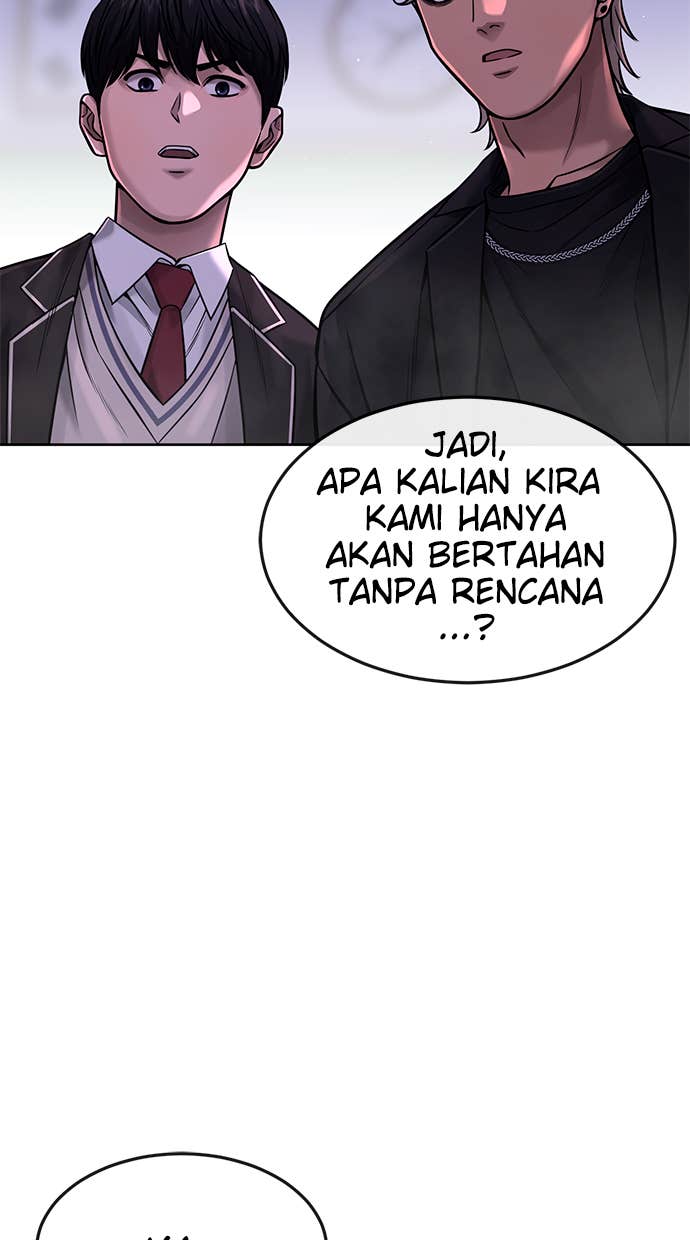 JADI,
APA KALIAN KIRA
KAMI HANYA
AKAN BERTAHAN
TANPA RENCANA
...?